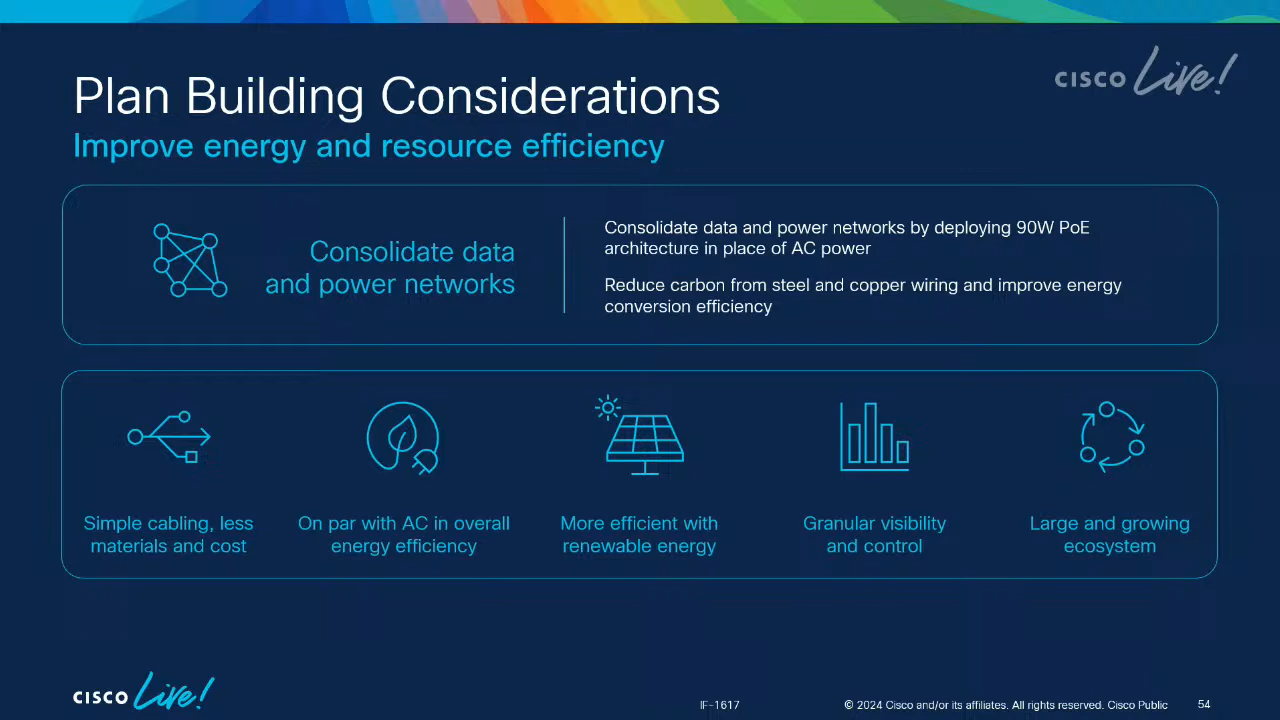 CISCO Live!
Plan Building Considerations
Improve energy and resource efficiency
Consolidate data
and power networks
Consolidate data and power networks by deploying 90W PoE
architecture in place of AC power
Reduce carbon from steel and copper wiring and improve energy
conversion efficiency
Simple cabling, less
materials and cost
On par with AC in overall
energy efficiency
More efficient with
renewable energy
Granular visibility
and control
Large and growing
ecosystem
CISCO Live!
IF-1617
© 2024 Cisco and/or its affiliates. All rights reserved. Cisco Public
54